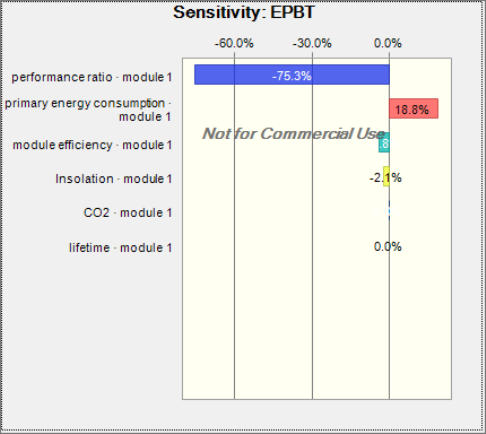 Sensitivity: EPBT
-60.0% -30.0% 0.0%
performance ratio · module 1
-75.3%
primary energy consumption ·
module 1
18.8%
Not for Commercial Use
module efficiency · module 1
Insolation · module 1
-2.1%
CO2 · module 1
lifetime · module 1
0.0%